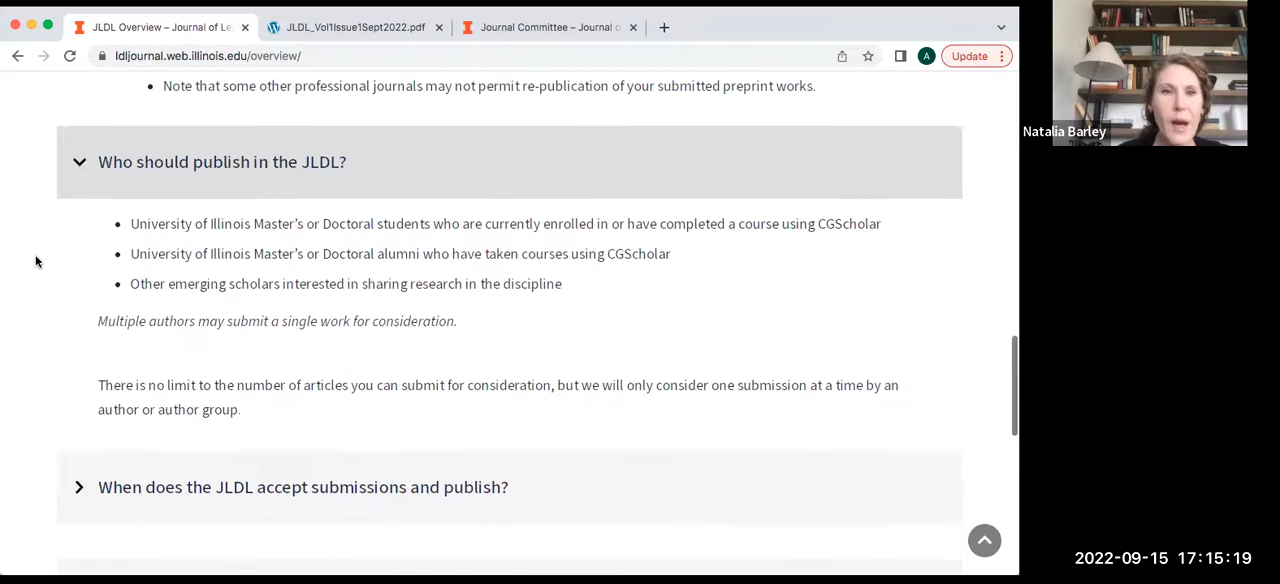 JLDL Overview – Journal of Le
JLDL_Vol1Issue1Sept2022.pdf
Journal Committee – Journal o
ldljournal.web.illinois.edu/overview/
A
Update
Note that some other professional journals may not permit re-publication of your submitted preprint works.
Who should publish in the JLDL?
University of Illinois Master's or Doctoral students who are currently enrolled in or have completed a course using CGScholar
University of Illinois Master's or Doctoral alumni who have taken courses using CGScholar
Other emerging scholars interested in sharing research in the discipline
Multiple authors may submit a single work for consideration.
There is no limit to the number of articles you can submit for consideration, but we will only consider one submission at a time by an
author or author group.
When does the JLDL accept submissions and publish?
Natalia Barley
2022-09-15 17:15:19